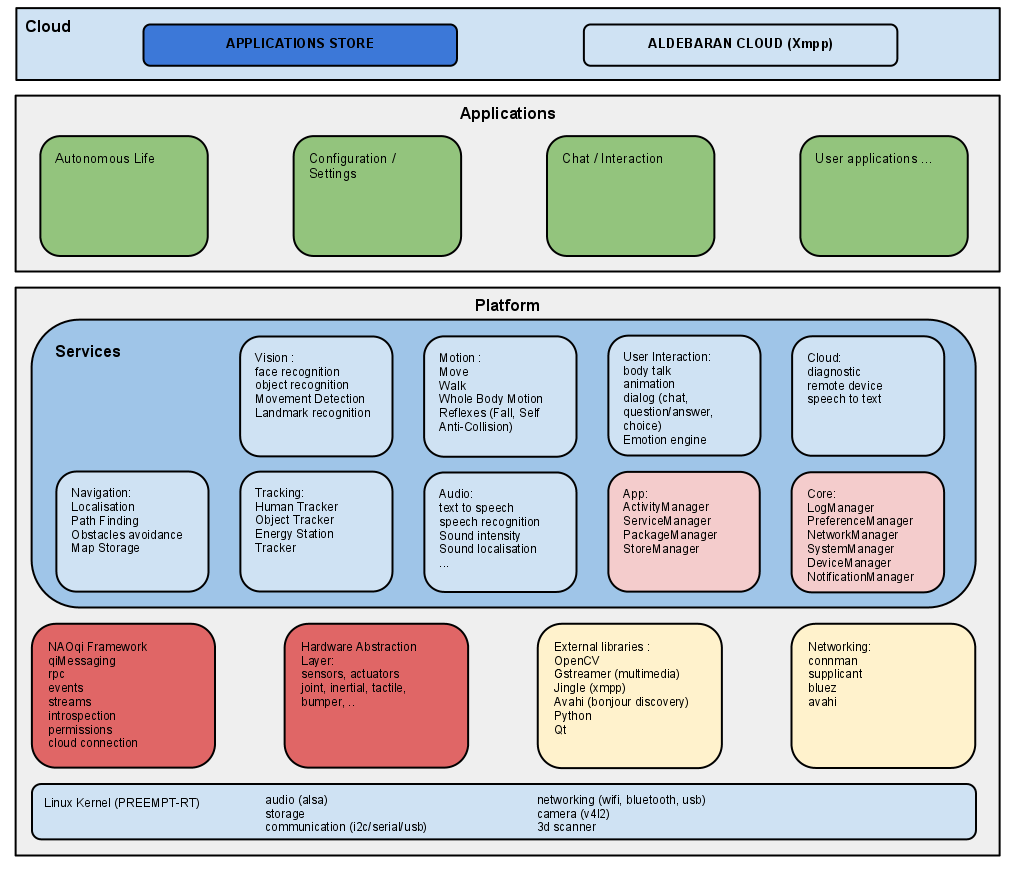 Cloud
APPLICATIONS STORE
ALDEBARAN CLOUD (Xmpp)
Applications
Autonomous Life
Configuration /
Settings
Chat / Interaction
User applications ...
Platform
Services
Vision :
face recognition
object recognition
Movement Detection
Landmark recognition
Motion :
Move
Walk
Whole Body Motion
Reflexes (Fall, Self
Anti-Collision)
User Interaction:
body talk
animation
dialog (chat,
question/answer,
choice)
Emotion engine
Cloud:
diagnostic
remote device
speech to text
Navigation:
Localisation
Path Finding
Obstacles avoidance
Map Storage
Tracking:
Human Tracker
Object Tracker
Energy Station
Tracker
Audio:
text to speech
speech recognition
Sound intensity
Sound localisation
...
App:
ActivityManager
ServiceManager
PackageManager
StoreManager
Core:
LogManager
PreferenceManager
NetworkManager
SystemManager
DeviceManager
NotificationManager
NAOqi Framework
qiMessaging
rpc
events
streams
introspection
permissions
cloud connection
Hardware Abstraction
Layer:
sensors, actuators
joint, inertial, tactile,
bumper, ..
External libraries :
OpenCV
Gstreamer (multimedia)
Jingle (xmpp)
Avahi (bonjour discovery)
Python
Qt
Networking:
connman
supplicant
bluez
avahi
Linux Kernel (PREEMPT-RT)
audio (alsa)
storage
communication (i2c/serial/usb)
networking (wifi, bluetooth, usb)
camera (v4l2)
3d scanner